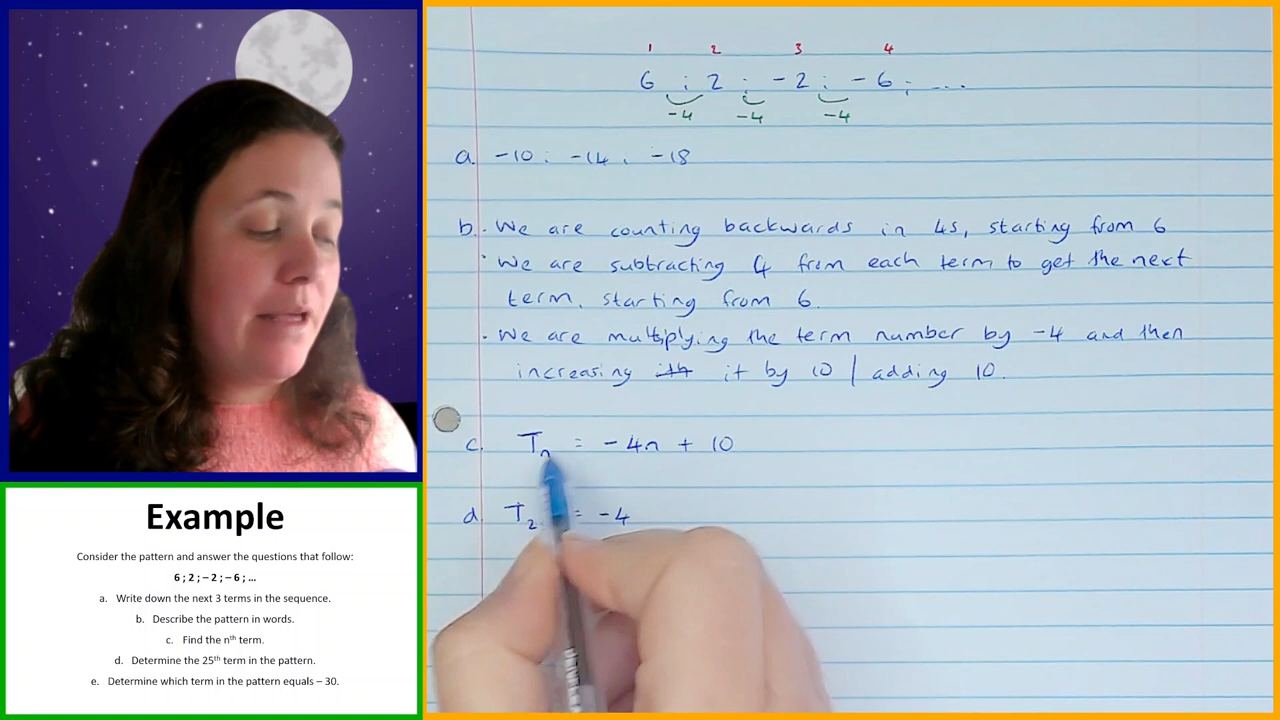 1 2 3 4
6 ; 2 ; -2 ; -6 ; ...
-4 -4 -4
a. -10 ; -14 ; -18
b. · We are counting backwards in 4s, starting from 6
· We are subtracting 4 from each term to get the next
term, starting from 6.
· We are multiplying the term number by -4 and then
increasing it by 10 | adding 10.
c. Tn = -4n + 10
d. T2 = -4
Example
Consider the pattern and answer the questions that follow:
6 ; 2 ; – 2 ; – 6 ; ...
a. Write down the next 3 terms in the sequence.
b. Describe the pattern in words.
c. Find the nth term.
d. Determine the 25th term in the pattern.
e. Determine which term in the pattern equals – 30.